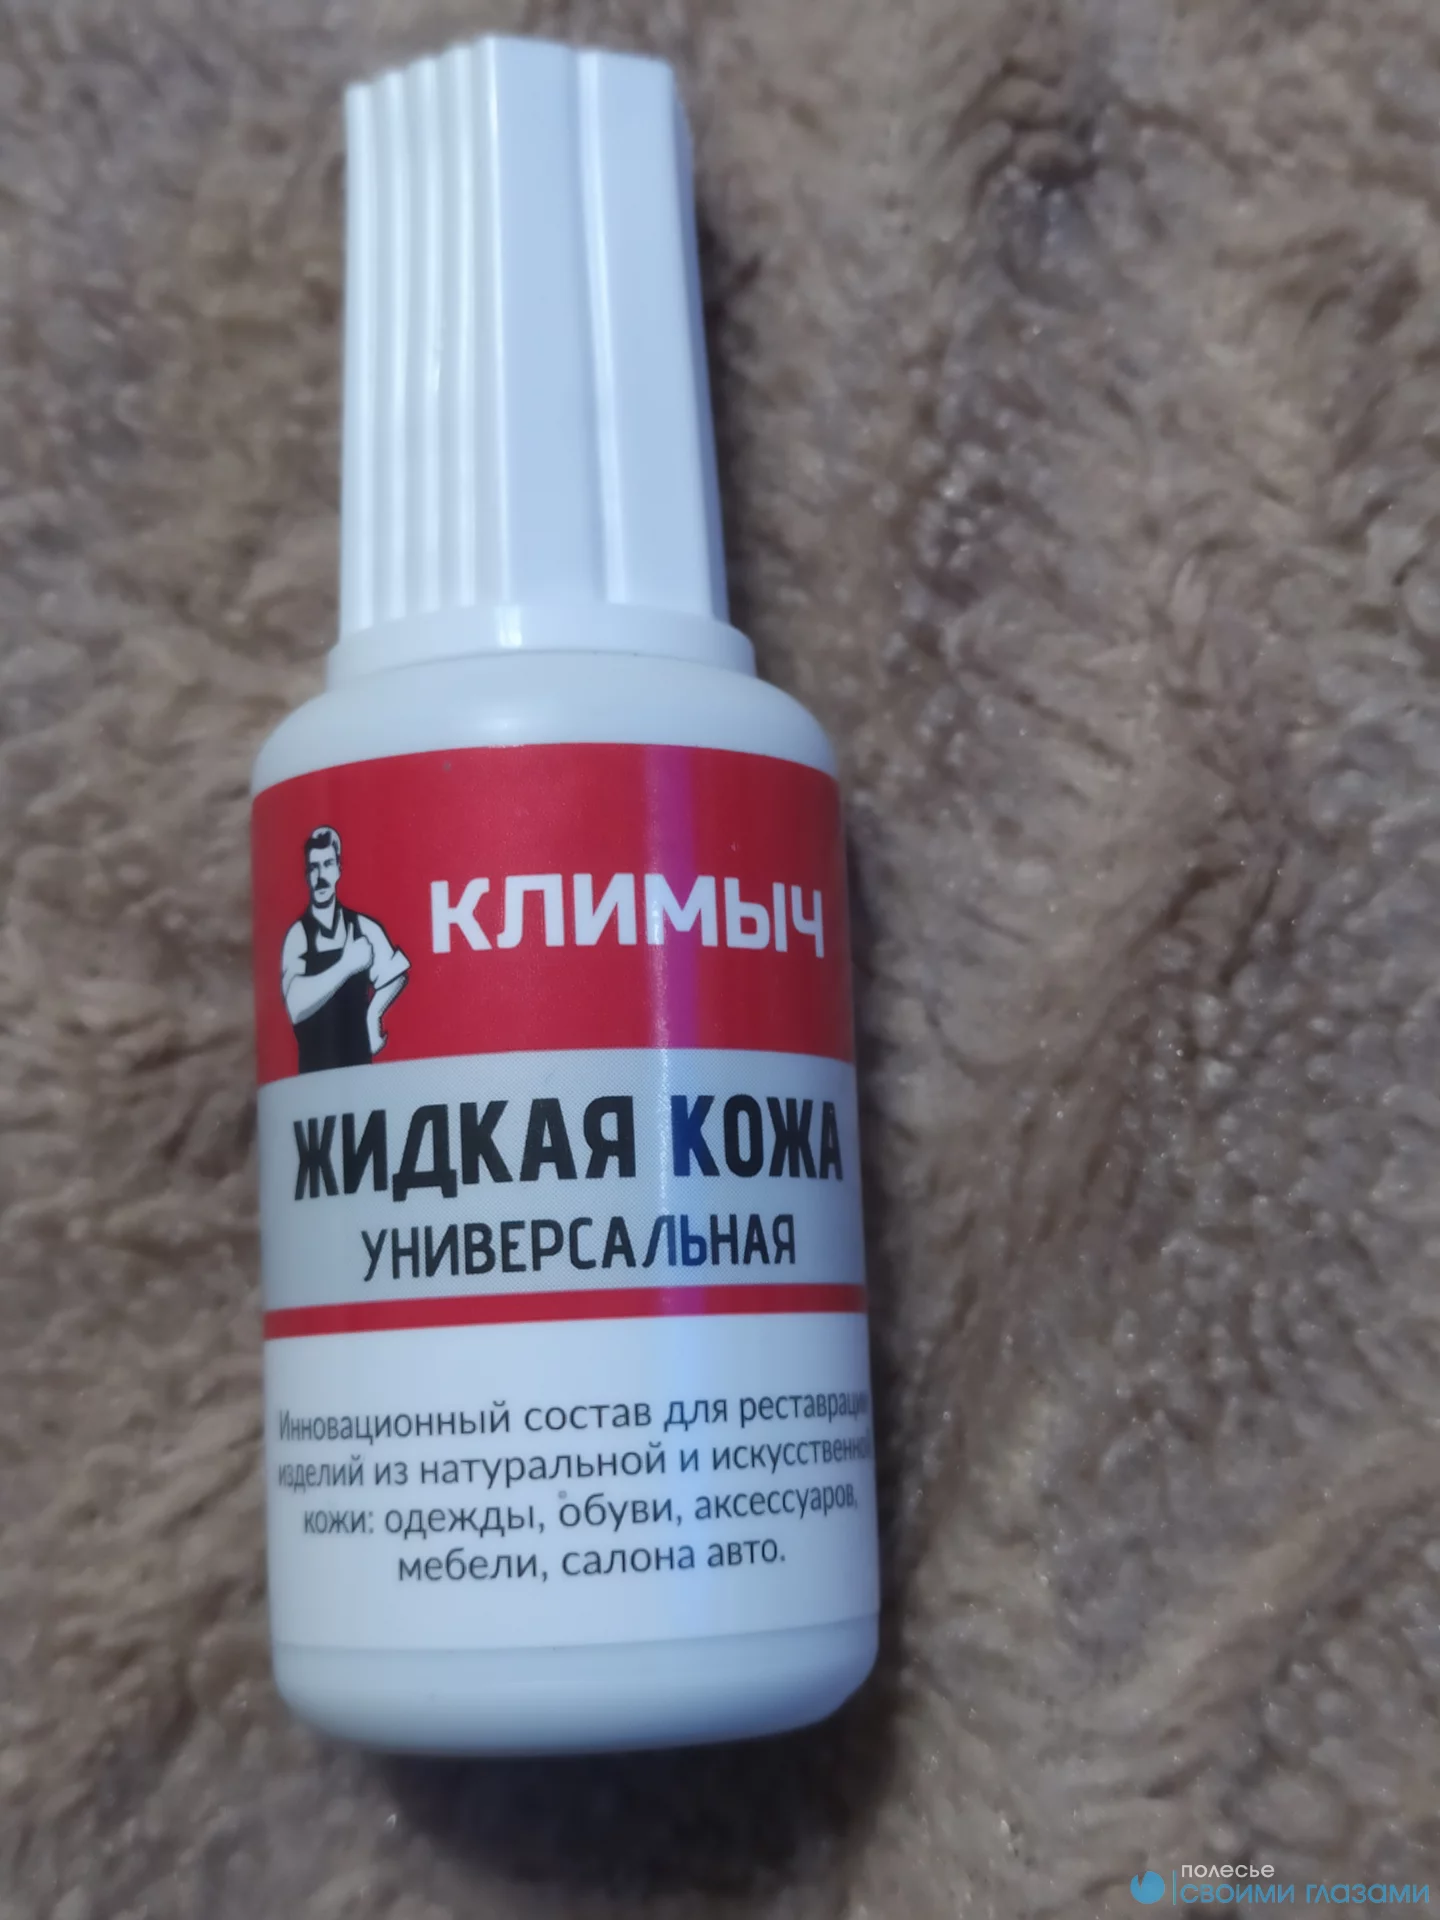 КЛИМЫЧ
ЖИДКАЯ КОЖА
УНИВЕРСАЛЬНАЯ
Инновационный состав для реставрации
изделий из натуральной и искусственной
кожи: одежды, обуви, аксессуаров,
мебели, салона авто.
полесье
своими глазами